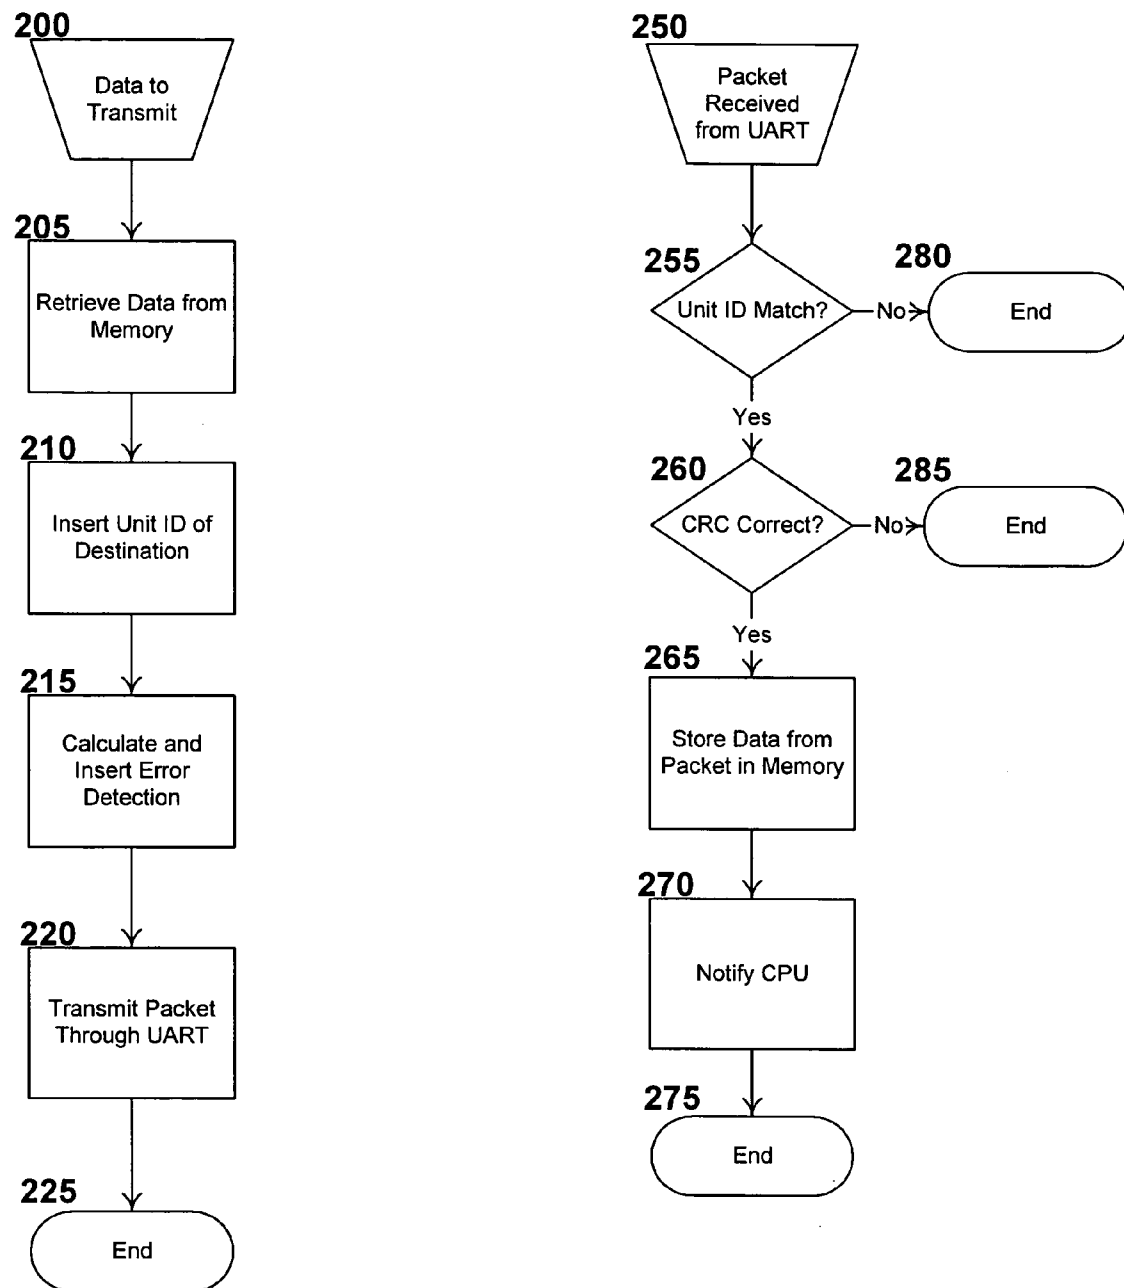 200
Data to
Transmit
205
Retrieve Data from
Memory
210
Insert Unit ID of
Destination
215
Calculate and
Insert Error
Detection
220
Transmit Packet
Through UART
225
End
250
Packet
Received
from UART
255
Unit ID Match?
No
280
End
Yes
260
CRC Correct?
No
285
End
Yes
265
Store Data from
Packet in Memory
270
Notify CPU
275
End